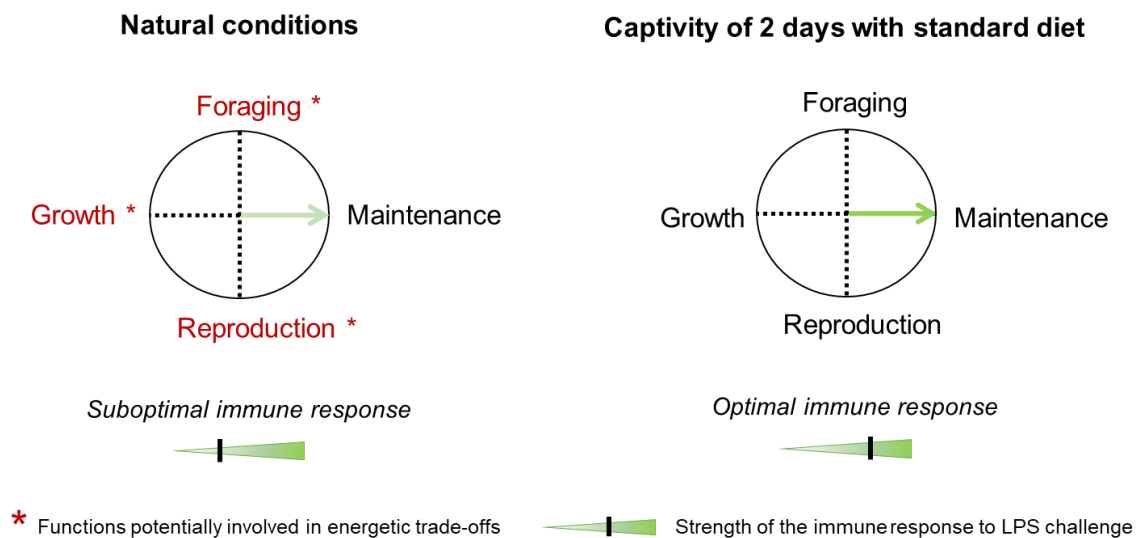 Natural conditions
Captivity of 2 days with standard diet
Foraging *
Growth *
Maintenance
Reproduction *
Foraging
Growth
Maintenance
Reproduction
Suboptimal immune response
Optimal immune response
* Functions potentially involved in energetic trade-offs
Strength of the immune response to LPS challenge